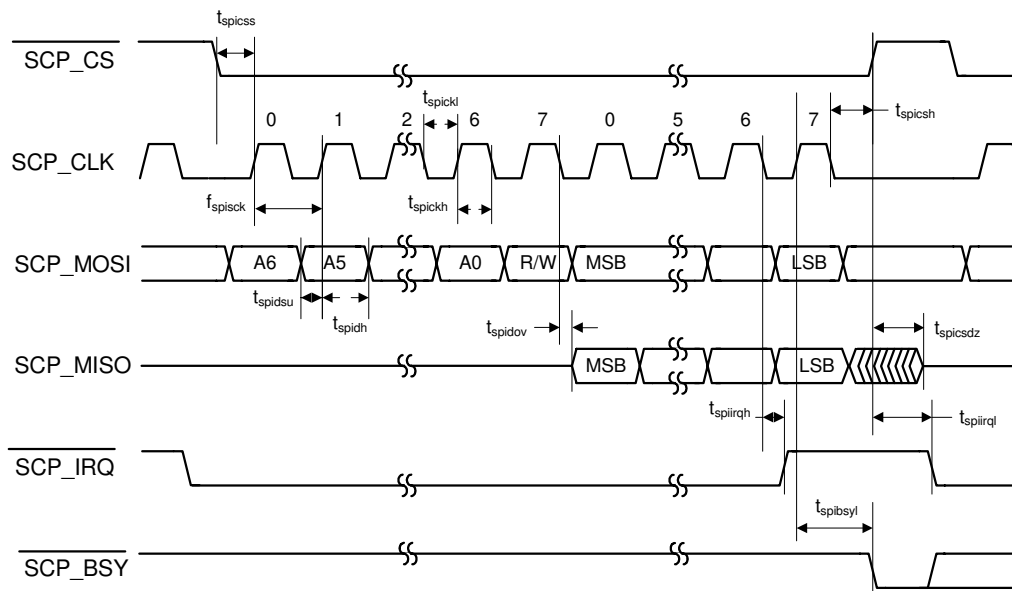 t_spicss
SCP_CS
t_spickl
0 1 2 6 7 0 5 6 7
t_spicsh
SCP_CLK
f_spisck
t_spickh
SCP_MOSI
A6 A5 A0 R/W MSB LSB
t_spidsu
t_spidh
t_spidov
t_spicsdz
SCP_MISO
MSB LSB
t_spiirqh
t_spiirql
SCP_IRQ
t_spibsyl
SCP_BSY